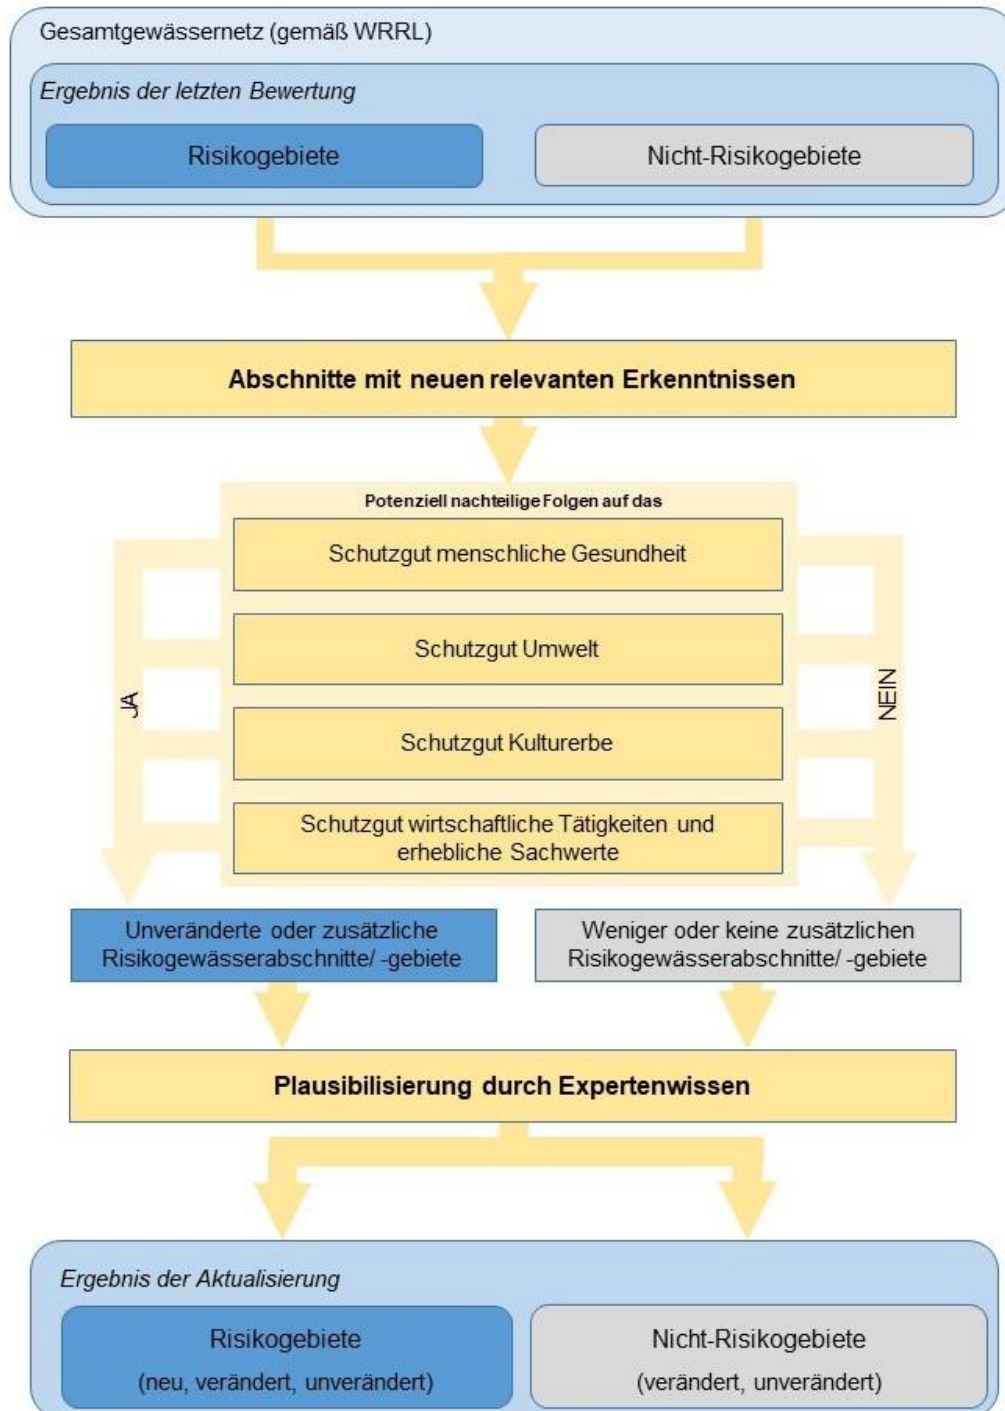 Gesamtgewässernetz (gemäß WRRL)
Ergebnis der letzten Bewertung
Risikogebiete
Nicht-Risikogebiete
Abschnitte mit neuen relevanten Erkenntnissen
Potenziell nachteilige Folgen auf das
Schutzgut menschliche Gesundheit
Schutzgut Umwelt
Schutzgut Kulturerbe
Schutzgut wirtschaftliche Tätigkeiten und
erhebliche Sachwerte
JA
NEIN
Unveränderte oder zusätzliche
Risikogewässerabschnitte/ -gebiete
Weniger oder keine zusätzlichen
Risikogewässerabschnitte/ -gebiete
Plausibilisierung durch Expertenwissen
Ergebnis der Aktualisierung
Risikogebiete
(neu, verändert, unverändert)
Nicht-Risikogebiete
(verändert, unverändert)